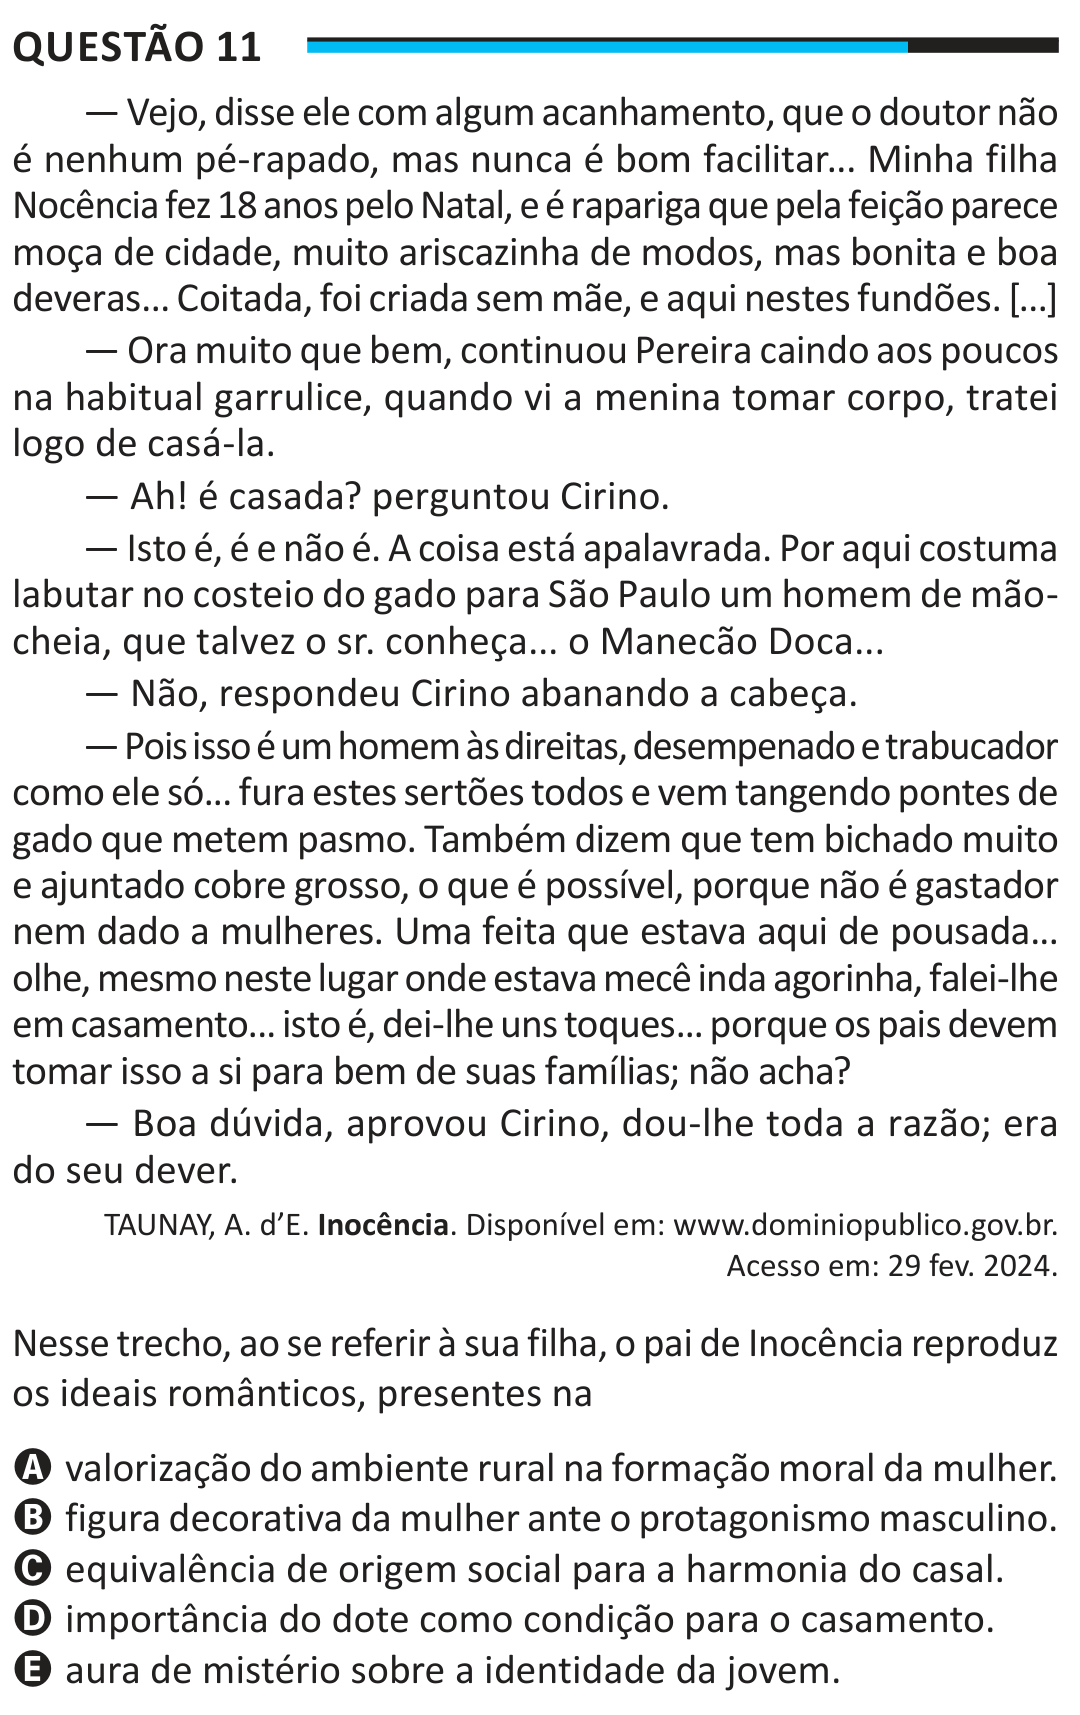 QUESTÃO 11
— Vejo, disse ele com algum acanhamento, que o doutor não
é nenhum pé-rapado, mas nunca é bom facilitar... Minha filha
Nocência fez 18 anos pelo Natal, e é rapariga que pela feição parece
moça de cidade, muito ariscazinha de modos, mas bonita e boa
deveras... Coitada, foi criada sem mãe, e aqui nestes fundões. [...]
— Ora muito que bem, continuou Pereira caindo aos poucos
na habitual garrulice, quando vi a menina tomar corpo, tratei
logo de casá-la.
— Ah! é casada? perguntou Cirino.
— Isto é, é e não é. A coisa está apalavrada. Por aqui costuma
labutar no costeio do gado para São Paulo um homem de mão-
cheia, que talvez o sr. conheça... o Manecão Doca...
— Não, respondeu Cirino abanando a cabeça.
— Pois isso é um homem às direitas, desempenado e trabucador
como ele só... fura estes sertões todos e vem tangendo pontes de
gado que metem pasmo. Também dizem que tem bichado muito
e ajuntado cobre grosso, o que é possível, porque não é gastador
nem dado a mulheres. Uma feita que estava aqui de pousada...
olhe, mesmo neste lugar onde estava mecê inda agorinha, falei-lhe
em casamento... isto é, dei-lhe uns toques... porque os pais devem
tomar isso a si para bem de suas famílias; não acha?
— Boa dúvida, aprovou Cirino, dou-lhe toda a razão; era
do seu dever.
TAUNAY, A. d’E. Inocência. Disponível em: www.dominiopublico.gov.br.
Acesso em: 29 fev. 2024.
Nesse trecho, ao se referir à sua filha, o pai de Inocência reproduz
os ideais românticos, presentes na
A valorização do ambiente rural na formação moral da mulher.
B figura decorativa da mulher ante o protagonismo masculino.
C equivalência de origem social para a harmonia do casal.
D importância do dote como condição para o casamento.
E aura de mistério sobre a identidade da jovem.